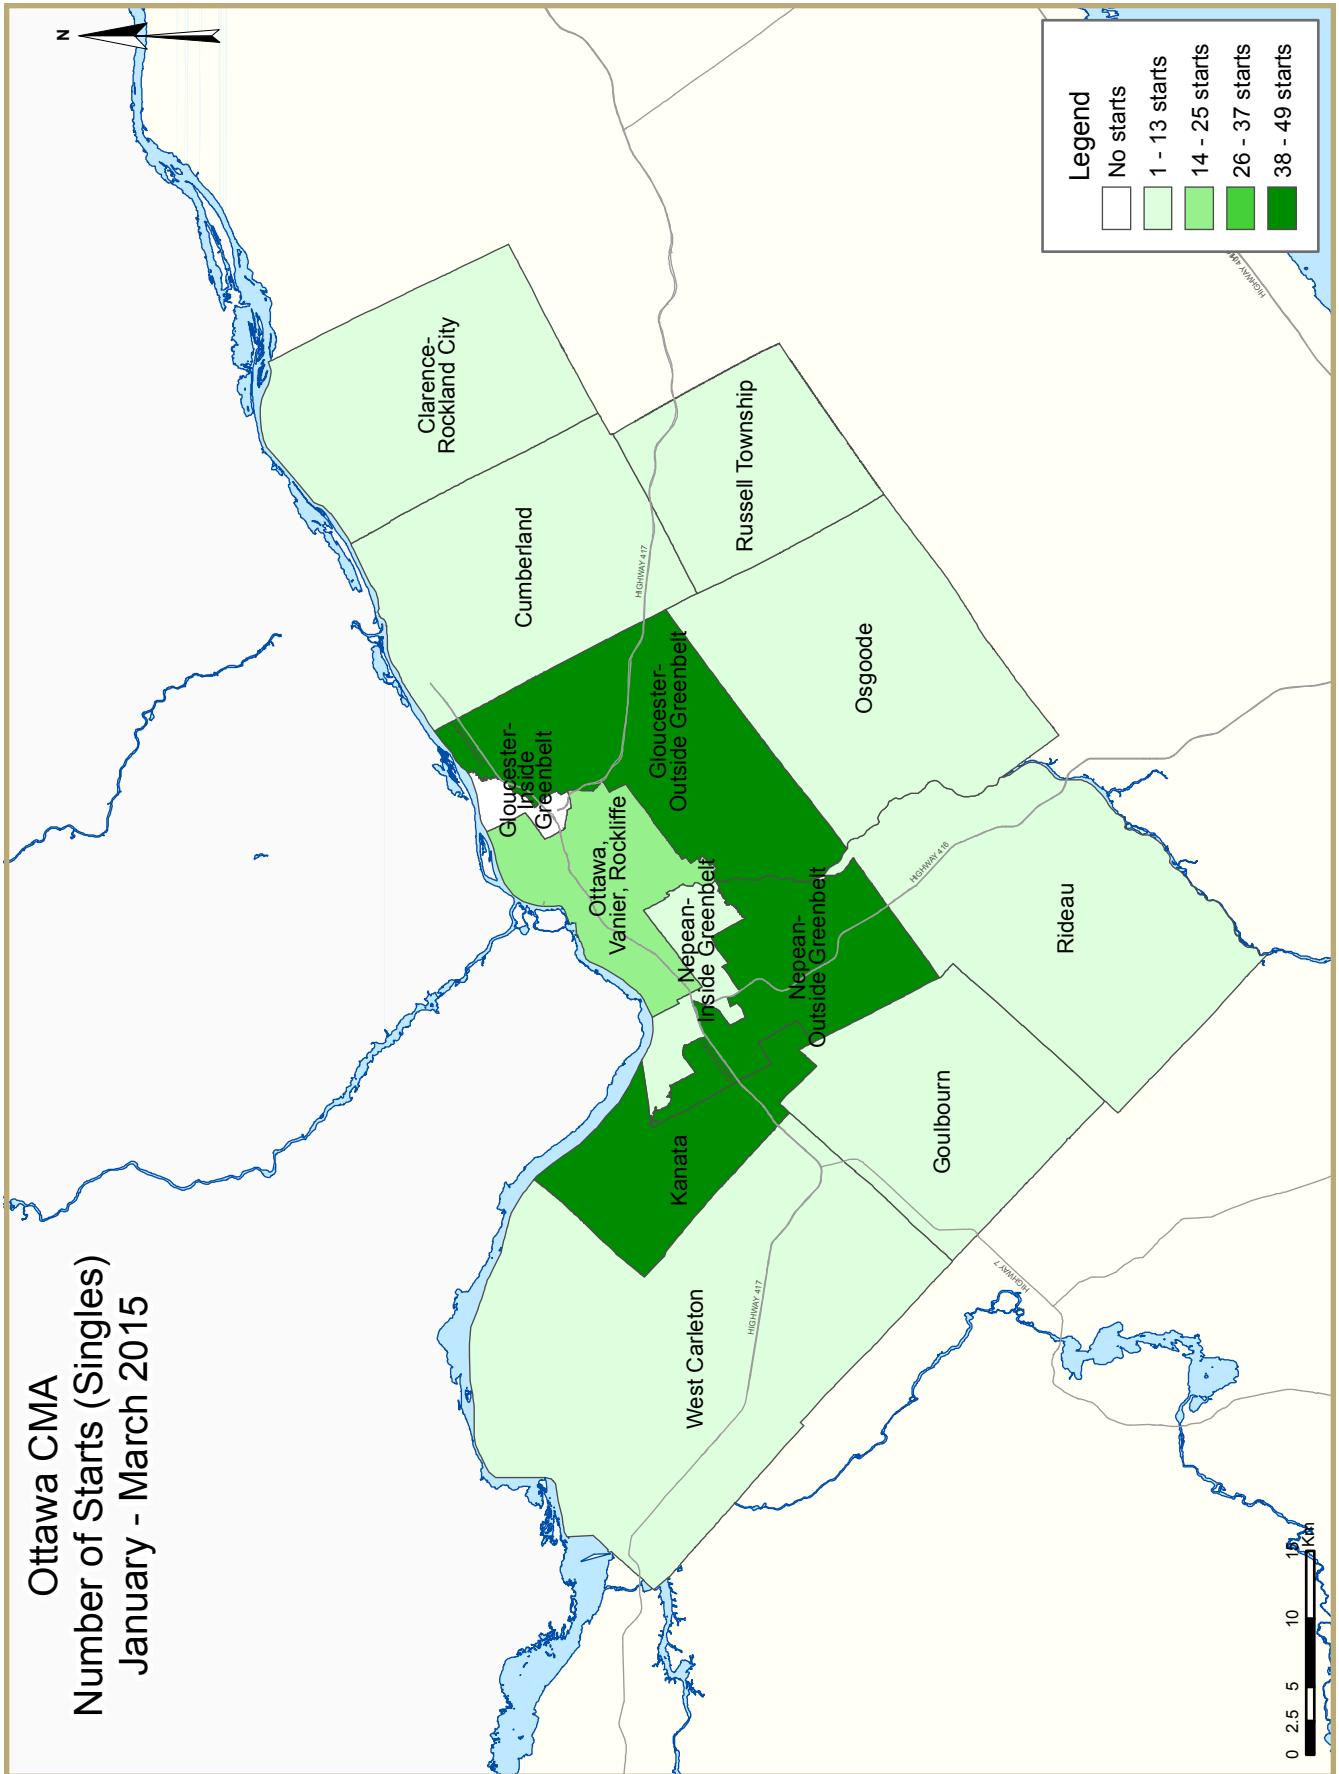 Ottawa CMA
Number of Starts (Singles)
January - March 2015
N
Legend
No starts
1 - 13 starts
14 - 25 starts
26 - 37 starts
38 - 49 starts
Clarence-
Rockland City
Cumberland
Russell Township
Osgoode
Gloucester-
Inside
Greenbelt
Gloucester-
Outside Greenbelt
Ottawa,
Vanier, Rockliffe
Nepean-
Inside Greenbelt
Nepean-
Outside Greenbelt
Rideau
Goulbourn
Kanata
West Carleton
HIGHWAY 417
HIGHWAY 416
HIGHWAY 417
HIGHWAY 7
HIGHWAY
0 2.5 5 10 15
Km